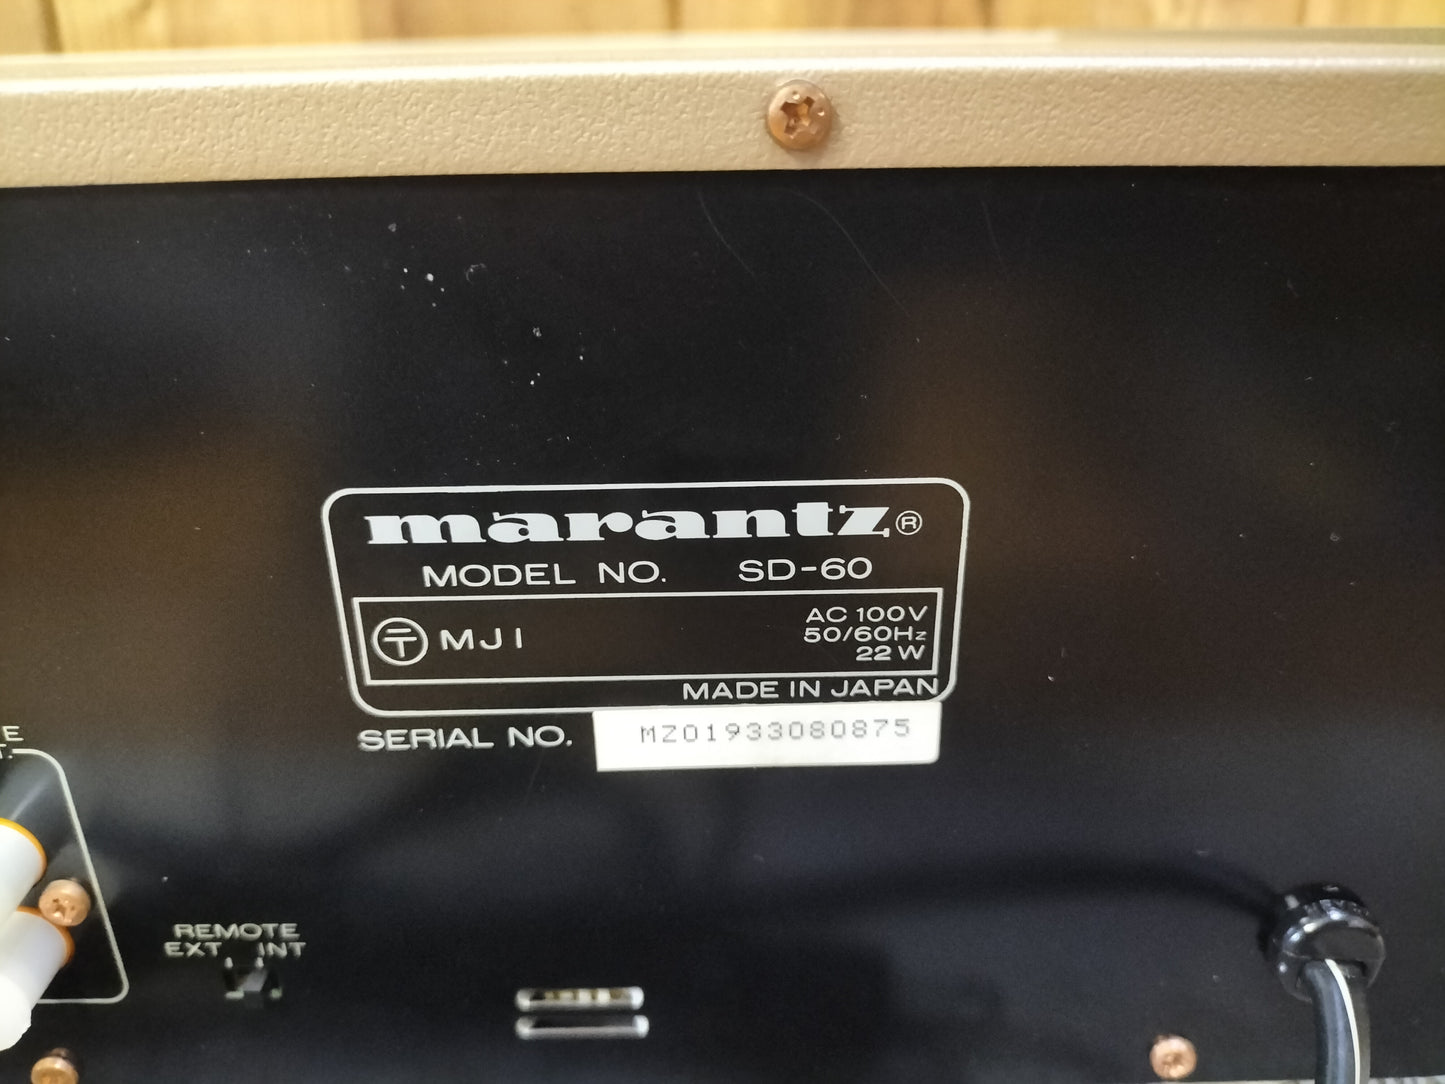 marantz®
MODEL NO. SD-60
〒 MJI
AC 100V
50/60Hz
22W
MADE IN JAPAN
SERIAL NO. MZ01933080875
E
T.
REMOTE
EXT INT